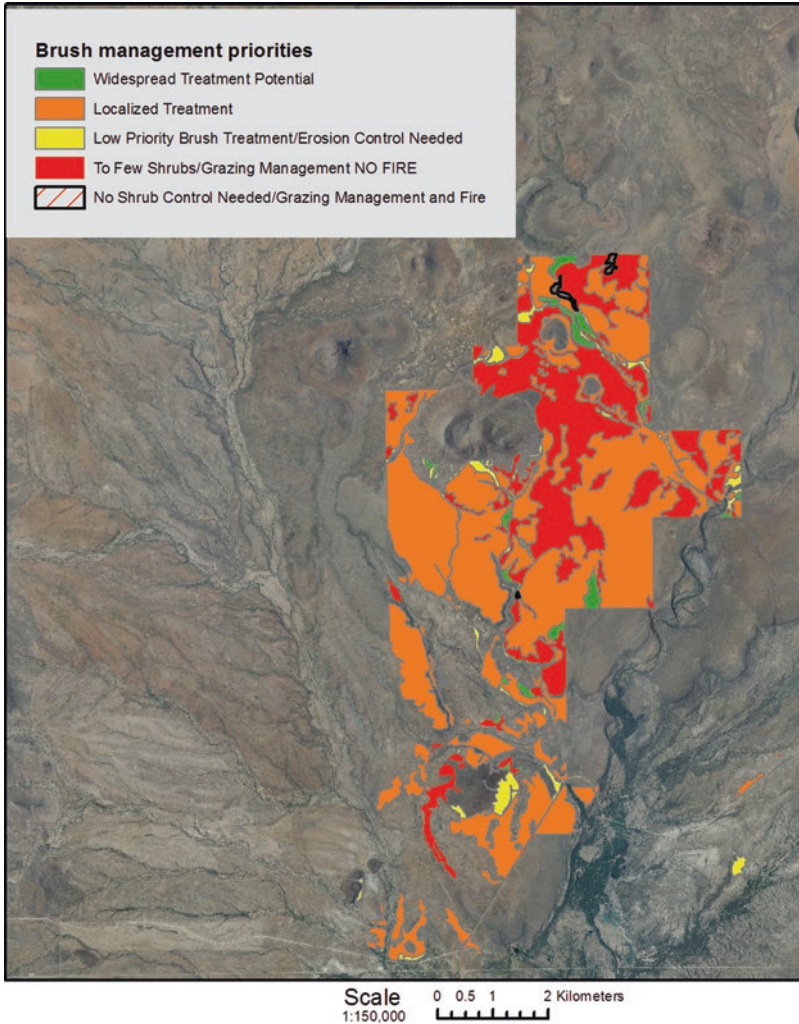 Brush management priorities
Widespread Treatment Potential
Localized Treatment
Low Priority Brush Treatment/Erosion Control Needed
To Few Shrubs/Grazing Management NO FIRE
No Shrub Control Needed/Grazing Management and Fire
Scale
1:150,000
0 0.5 1 2 Kilometers